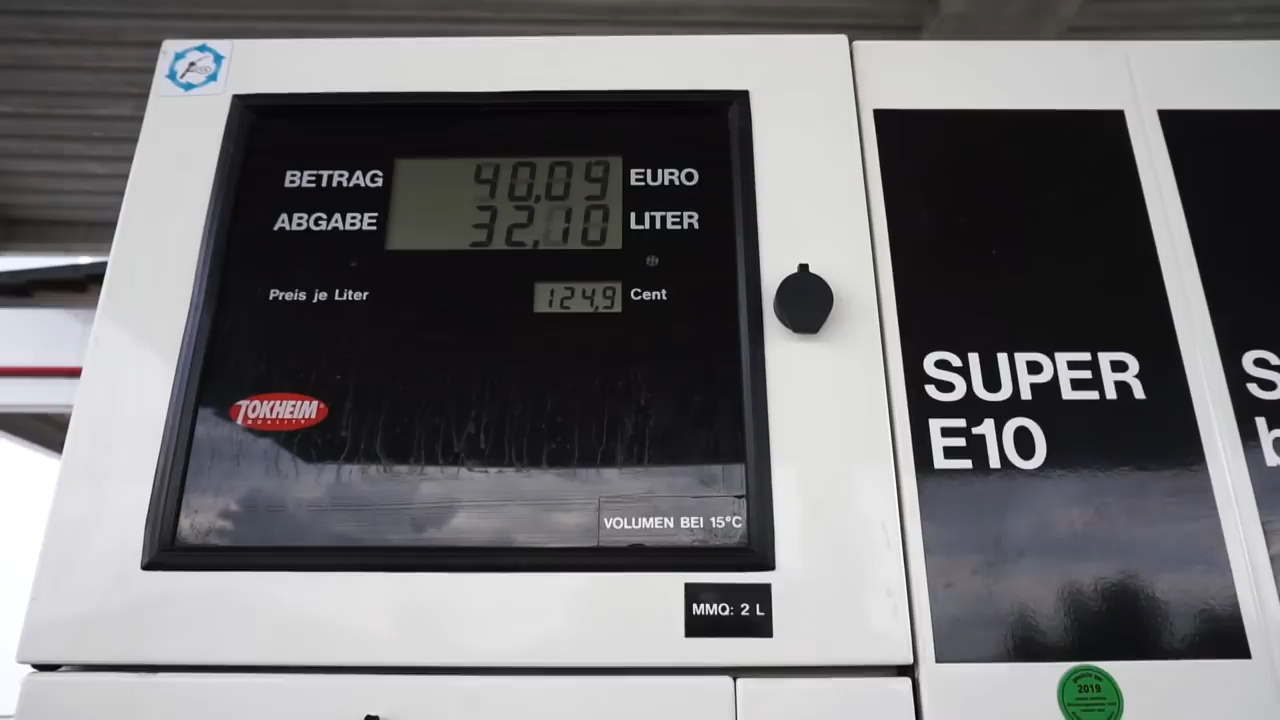 BETRAG 40,09 EURO
ABGABE 32,10 LITER
Preis je Liter 124,9 Cent
TOKHEIM
QUALITY
VOLUMEN BEI 15°C
MMQ: 2 L
SUPER
E10
S
b
2019